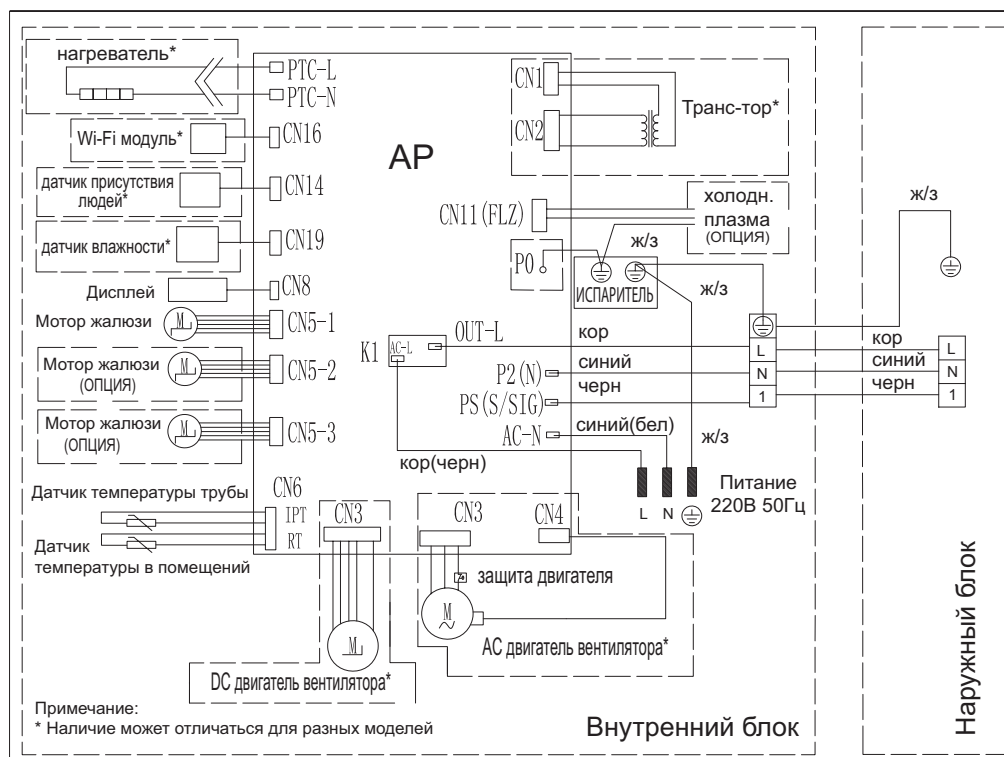 нагреватель*
PTC-L
PTC-N
Wi-Fi модуль*
CN16
датчик присутствия
людей*
CN14
датчик влажности*
CN19
Дисплей
CN8
Мотор жалюзи
M
CN5-1
Мотор жалюзи
(ОПЦИЯ)
M
CN5-2
Мотор жалюзи
(ОПЦИЯ)
M
CN5-3
Датчик температуры трубы
Датчик
температуры в помещений
CN6
IPT
RT
AP
CN1
CN2
Транс-тор*
CN11(FLZ)
холодн.
плазма
(ОПЦИЯ)
P0
ж/з
ИСПАРИТЕЛЬ
ж/з
ж/з
K1
AC-L
OUT-L
кор
P2(N)
синий
PS(S/SIG)
черн
AC-N
синий(бел)
кор(черн)
ж/з
L
N
1
кор
синий
черн
L
N
1
L
N
Питание
220В 50Гц
CN3
M
DC двигатель вентилятора*
CN3
CN4
защита двигателя
M
AC двигатель вентилятора*
Примечание:
* Наличие может отличаться для разных моделей
Внутренний блок
Наружный блок